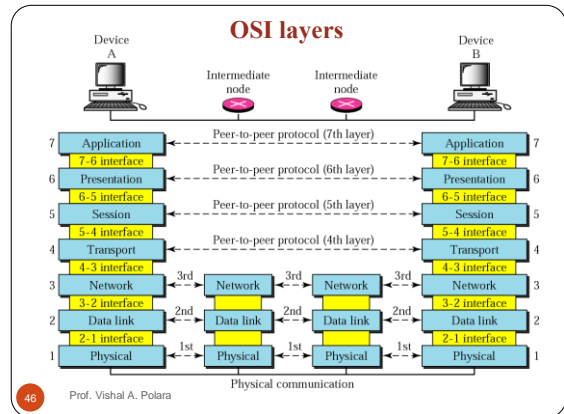 OSI layers
Device
A
Device
B
Intermediate
node
Intermediate
node
7 Application Peer-to-peer protocol (7th layer) Application 7
7-6 interface 7-6 interface
6 Presentation Peer-to-peer protocol (6th layer) Presentation 6
6-5 interface 6-5 interface
5 Session Peer-to-peer protocol (5th layer) Session 5
5-4 interface 5-4 interface
4 Transport Peer-to-peer protocol (4th layer) Transport 4
4-3 interface 4-3 interface
3 Network 3rd Network 3rd Network 3rd Network 3
3-2 interface 3-2 interface
2 Data link 2nd Data link 2nd Data link 2nd Data link 2
2-1 interface 2-1 interface
1 Physical 1st Physical 1st Physical 1st Physical 1
Physical communication
46 Prof. Vishal A. Polara